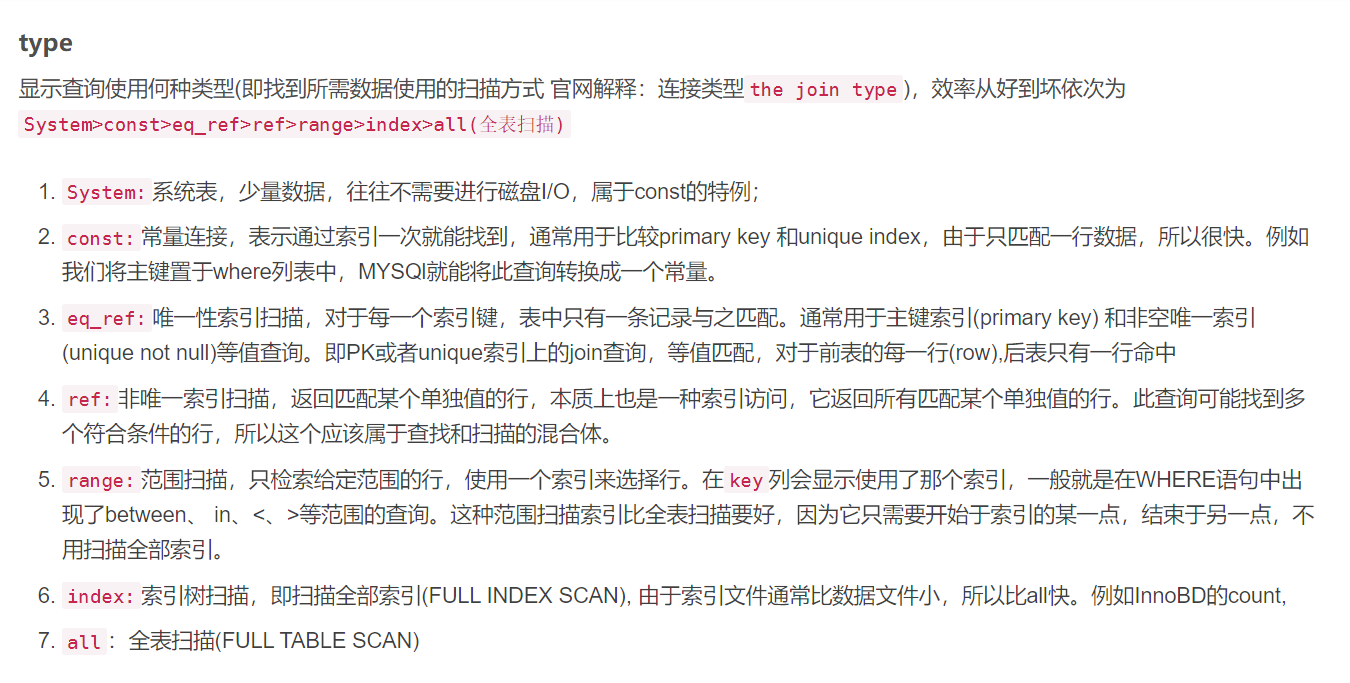 type
显示查询使用何种类型(即找到所需数据使用的扫描方式 官网解释：连接类型 the join type )，效率从好到坏依次为
System>const>eq_ref>ref>range>index>all(全表扫描)
1. System: 系统表，少量数据，往往不需要进行磁盘I/O，属于const的特例；
2. const: 常量连接，表示通过索引一次就能找到，通常用于比较primary key 和unique index，由于只匹配一行数据，所以很快。例如
我们将主键置于where列表中，MYSQl就能将此查询转换成一个常量。
3. eq_ref: 唯一性索引扫描，对于每一个索引键，表中只有一条记录与之匹配。通常用于主键索引(primary key) 和非空唯一索引
(unique not null)等值查询。即PK或者unique索引上的join查询，等值匹配，对于前表的每一行(row),后表只有一行命中
4. ref: 非唯一索引扫描，返回匹配某个单独值的行，本质上也是一种索引访问，它返回所有匹配某个单独值的行。此查询可能找到多
个符合条件的行，所以这个应该属于查找和扫描的混合体。
5. range: 范围扫描，只检索给定范围的行，使用一个索引来选择行。在 key 列会显示使用了那个索引，一般就是在WHERE语句中出
现了between、 in、<、>等范围的查询。这种范围扫描索引比全表扫描要好，因为它只需要开始于索引的某一点，结束于另一点，不
用扫描全部索引。
6. index: 索引树扫描，即扫描全部索引(FULL INDEX SCAN), 由于索引文件通常比数据文件小，所以比all快。例如InnoBD的count,
7. all ：全表扫描(FULL TABLE SCAN)